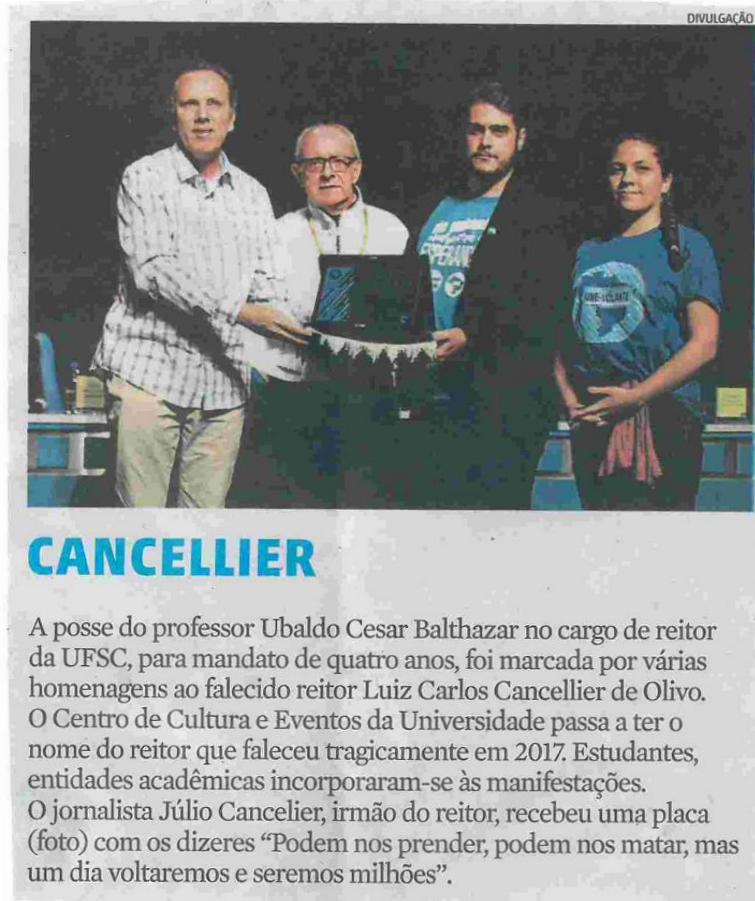 DIVULGAÇÃO
UNE-VOLANTE
CANCELLIER
A posse do professor Ubaldo Cesar Balthazar no cargo de reitor
da UFSC, para mandato de quatro anos, foi marcada por várias
homenagens ao falecido reitor Luiz Carlos Cancellier de Olivo.
O Centro de Cultura e Eventos da Universidade passa a ter o
nome do reitor que faleceu tragicamente em 2017. Estudantes,
entidades acadêmicas incorporaram-se às manifestações.
O jornalista Júlio Cancelier, irmão do reitor, recebeu uma placa
(foto) com os dizeres “Podem nos prender, podem nos matar, mas
um dia voltaremos e seremos milhões”.